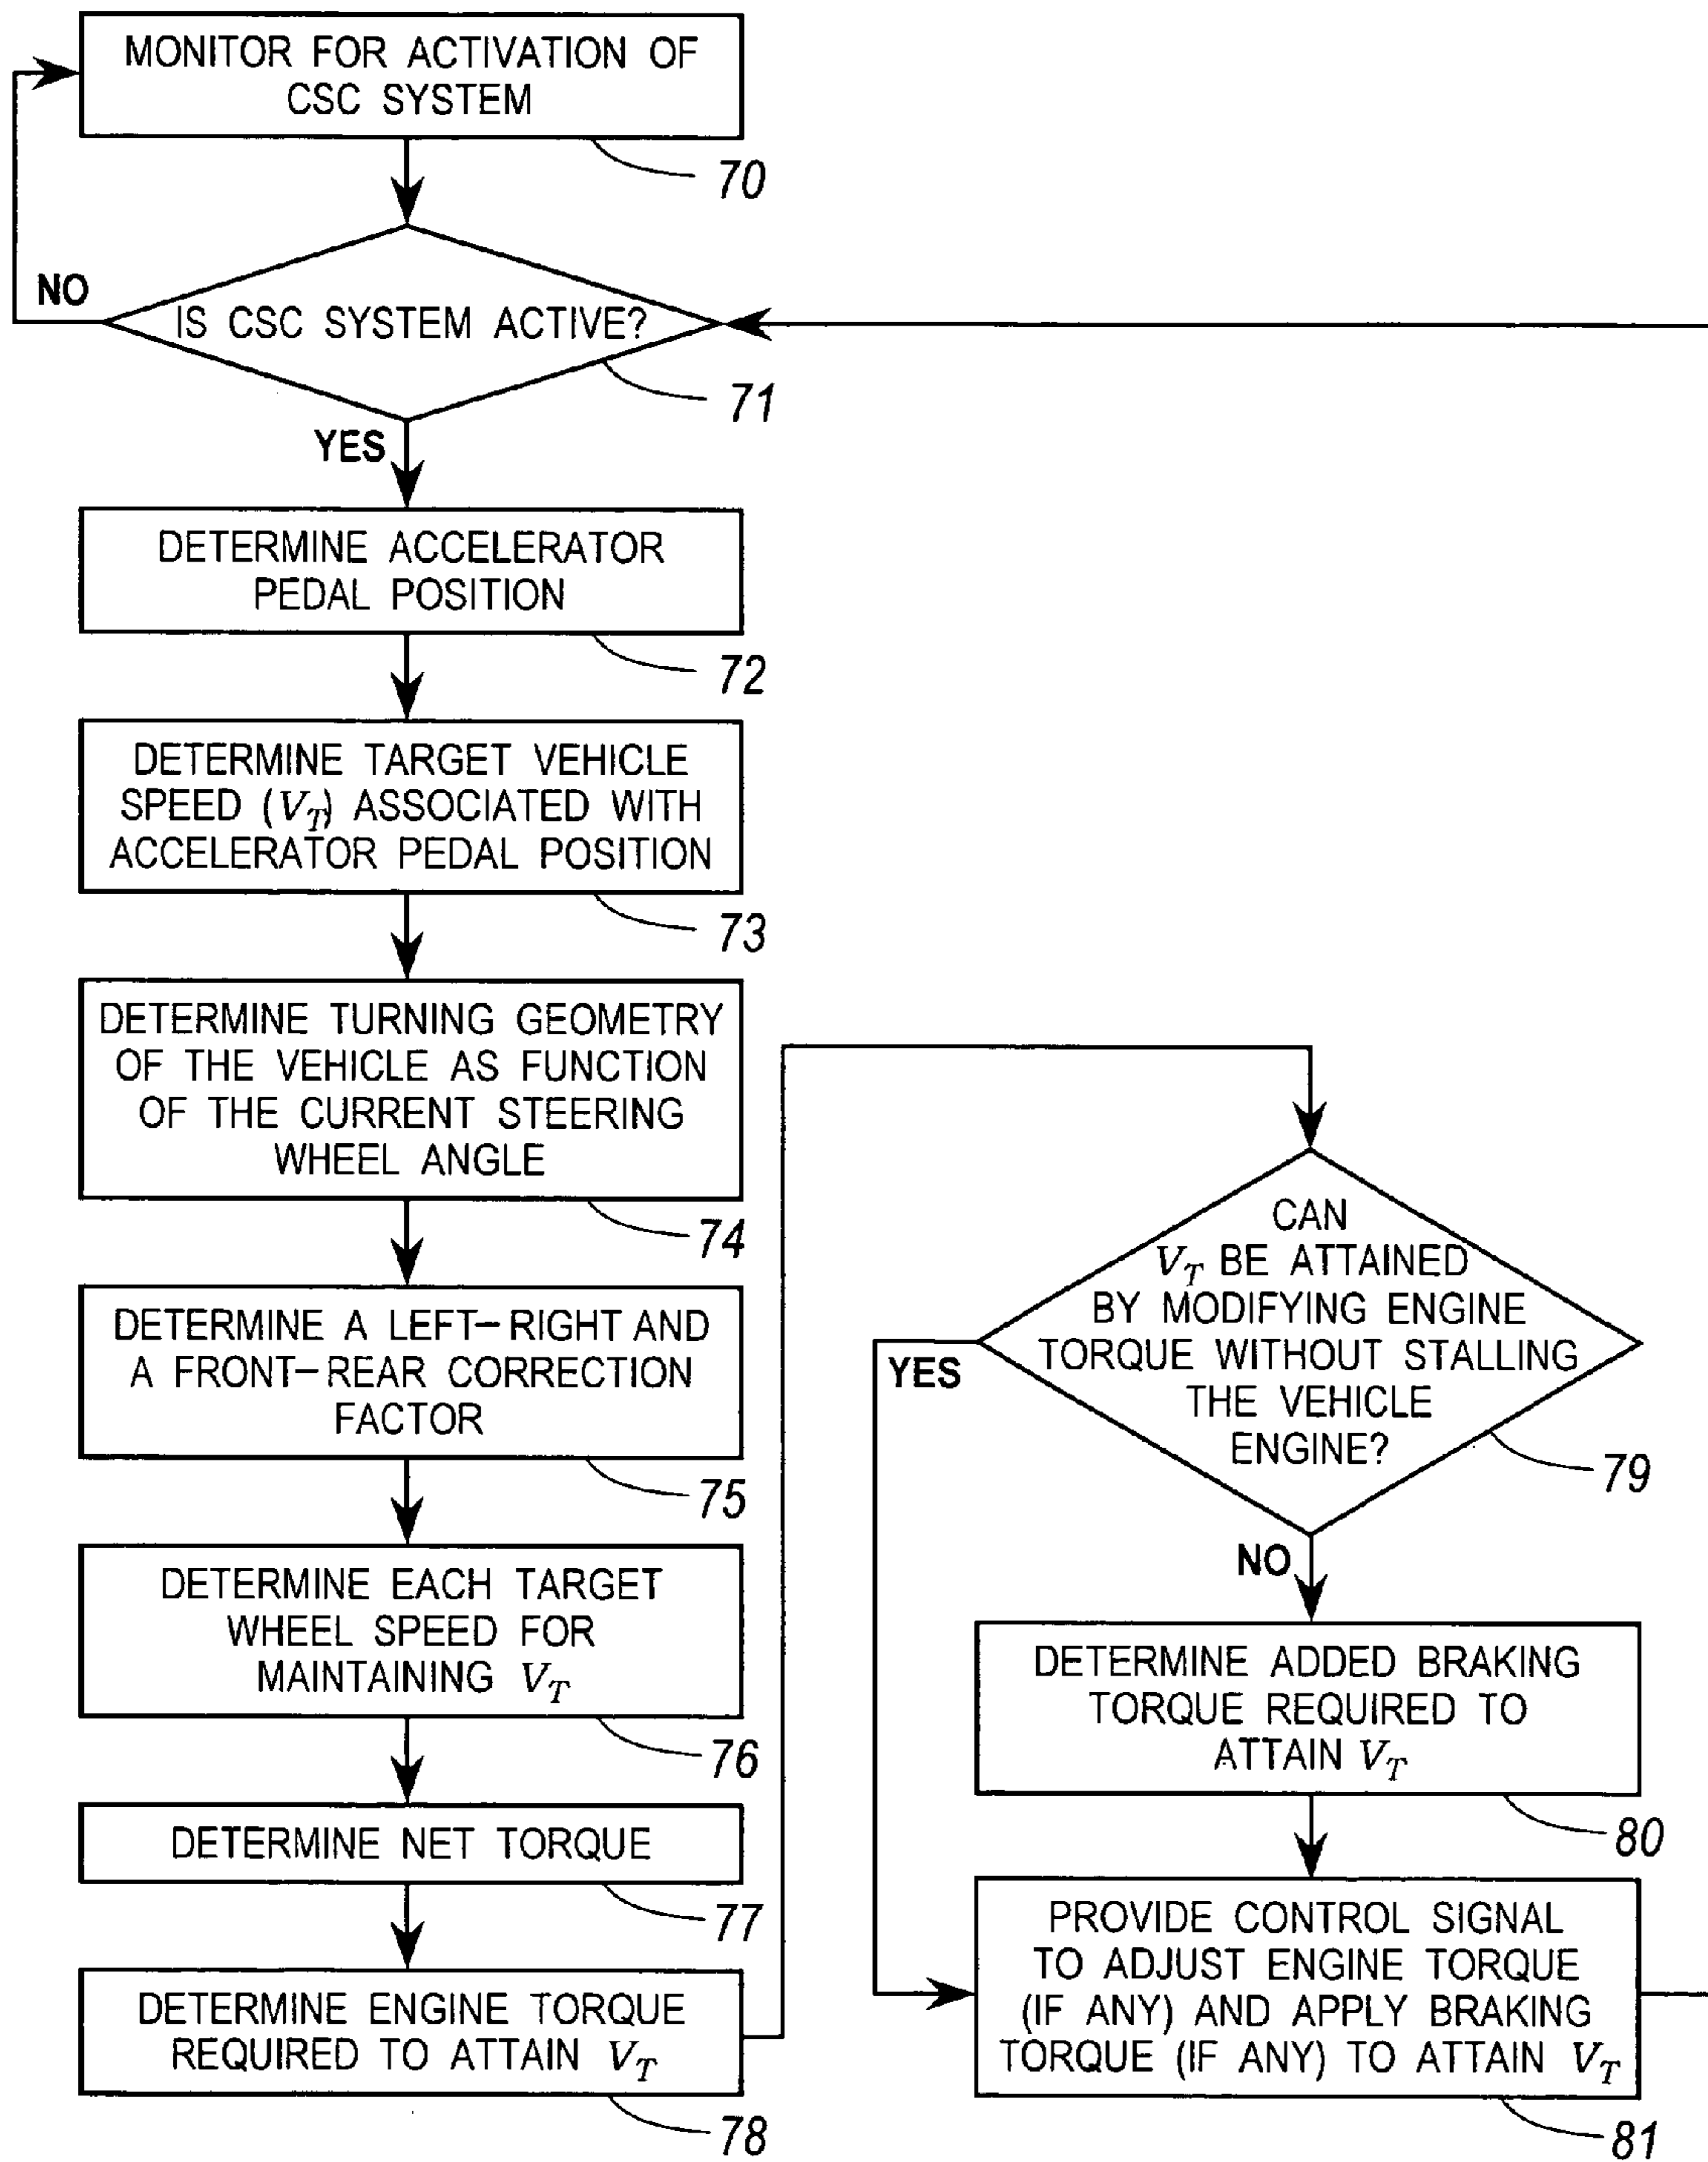 MONITOR FOR ACTIVATION OF
CSC SYSTEM
70
NO
IS CSC SYSTEM ACTIVE?
71
YES
DETERMINE ACCELERATOR
PEDAL POSITION
72
DETERMINE TARGET VEHICLE
SPEED (V_T) ASSOCIATED WITH
ACCELERATOR PEDAL POSITION
73
DETERMINE TURNING GEOMETRY
OF THE VEHICLE AS FUNCTION
OF THE CURRENT STEERING
WHEEL ANGLE
74
DETERMINE A LEFT-RIGHT AND
A FRONT-REAR CORRECTION
FACTOR
75
DETERMINE EACH TARGET
WHEEL SPEED FOR
MAINTAINING V_T
76
DETERMINE NET TORQUE
77
DETERMINE ENGINE TORQUE
REQUIRED TO ATTAIN V_T
78
CAN
V_T BE ATTAINED
BY MODIFYING ENGINE
TORQUE WITHOUT STALLING
THE VEHICLE
ENGINE?
79
YES
NO
DETERMINE ADDED BRAKING
TORQUE REQUIRED TO
ATTAIN V_T
80
PROVIDE CONTROL SIGNAL
TO ADJUST ENGINE TORQUE
(IF ANY) AND APPLY BRAKING
TORQUE (IF ANY) TO ATTAIN V_T
81